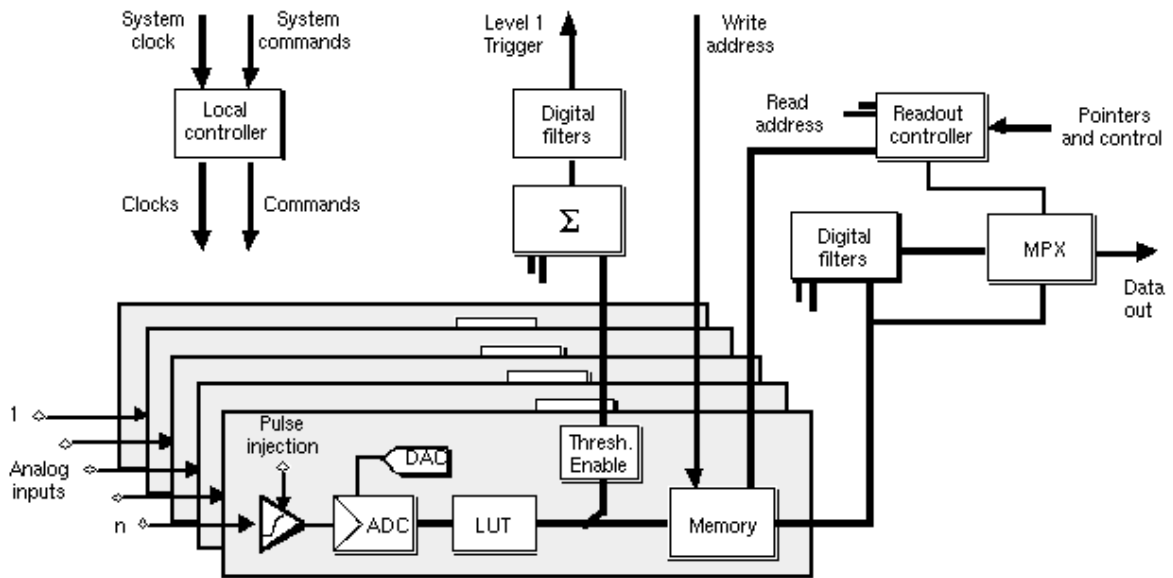 System
clock
System
commands
Level 1
Trigger
Write
address
Local
controller
Digital
filters
Read
address
Readout
controller
Pointers
and control
Clocks
Commands
Σ
Digital
filters
MPX
Data
out
1
Analog
inputs
n
Pulse
injection
DAC
Thresh.
Enable
ADC
LUT
Memory